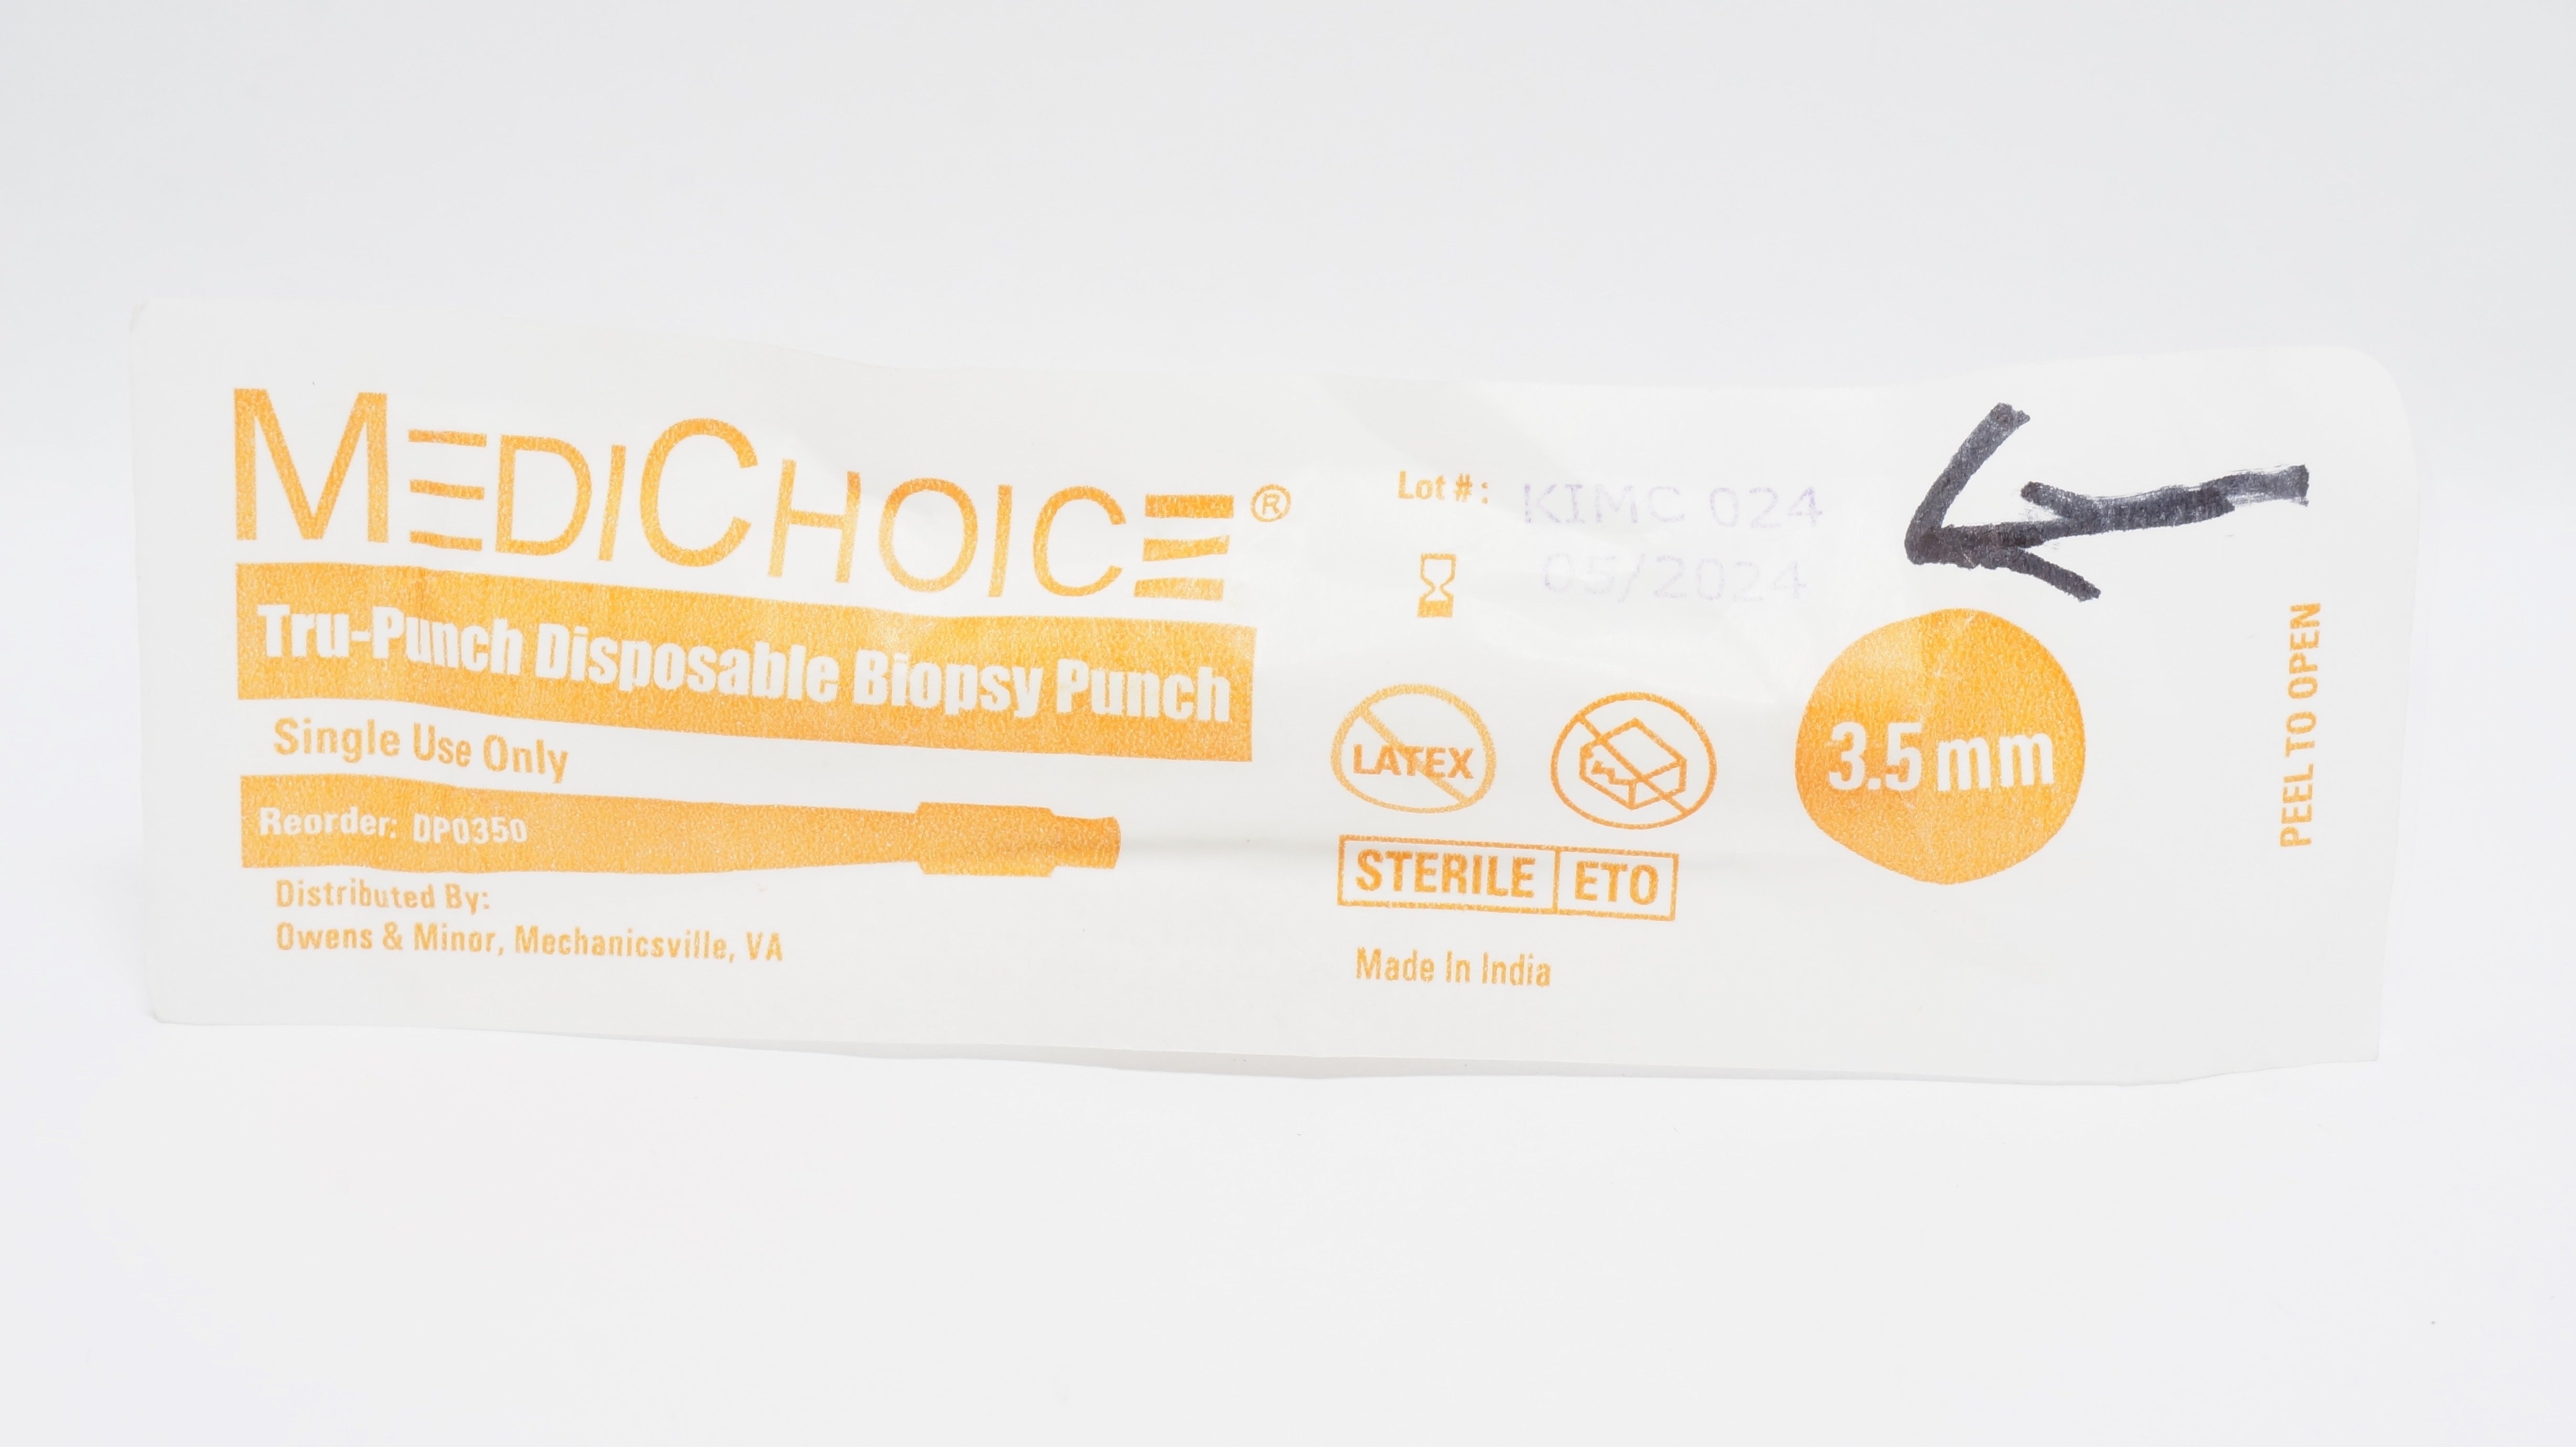 MEDICHOICE®
Tru-Punch Disposable Biopsy Punch
Single Use Only
Reorder: DP0350
Distributed By:
Owens & Minor, Mechanicsville, VA
Lot #: KIMC 024
05/2024
LATEX
STERILE ETO
Made In India
3.5 mm
PEEL TO OPEN